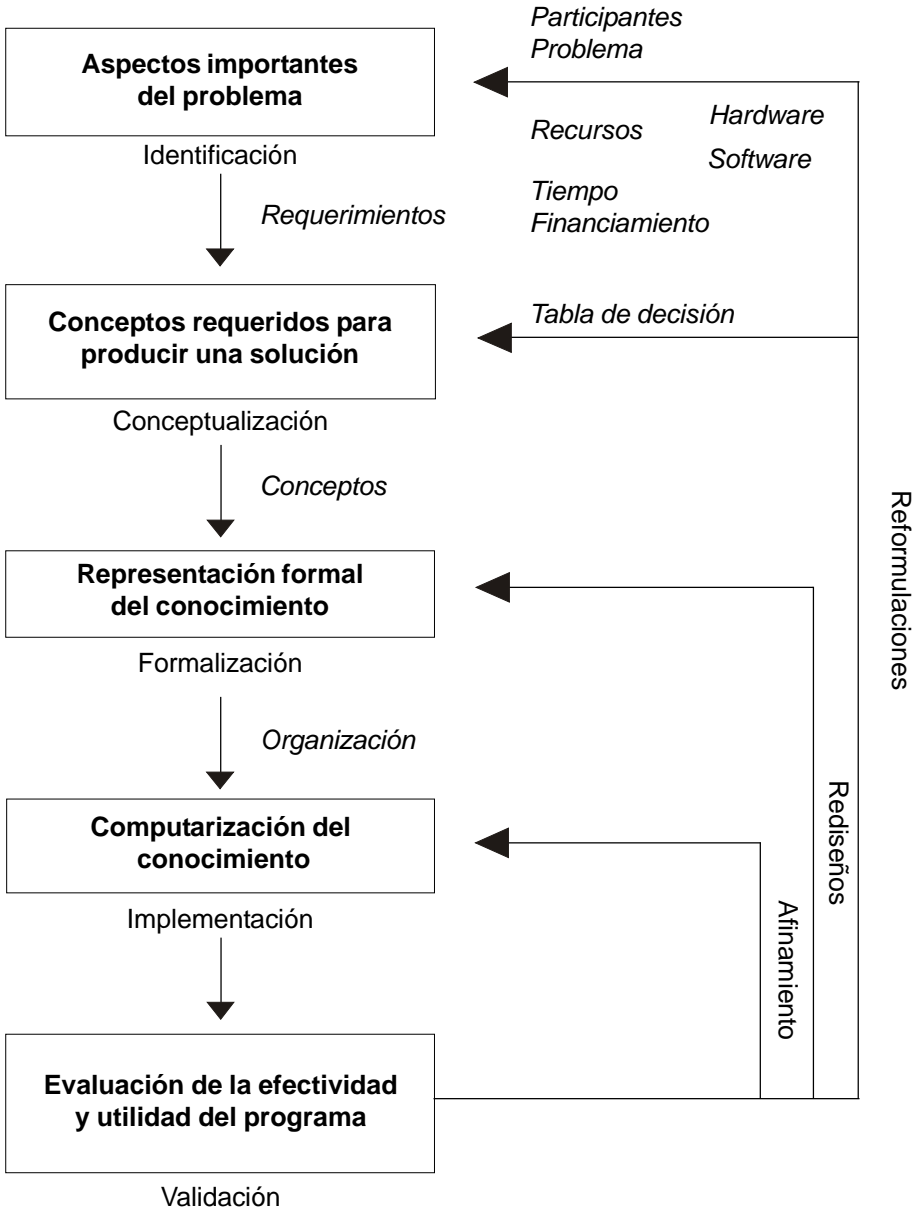 Participantes
Problema
Aspectos importantes
del problema
Recursos
Hardware
Software
Identificación
Tiempo
Financiamiento
Requerimientos
Conceptos requeridos para
producir una solución
Tabla de decisión
Conceptualización
Conceptos
Representación formal
del conocimiento
Formalización
Organización
Computarización del
conocimiento
Implementación
Evaluación de la efectividad
y utilidad del programa
Validación
Afinamiento
Rediseños
Reformulaciones